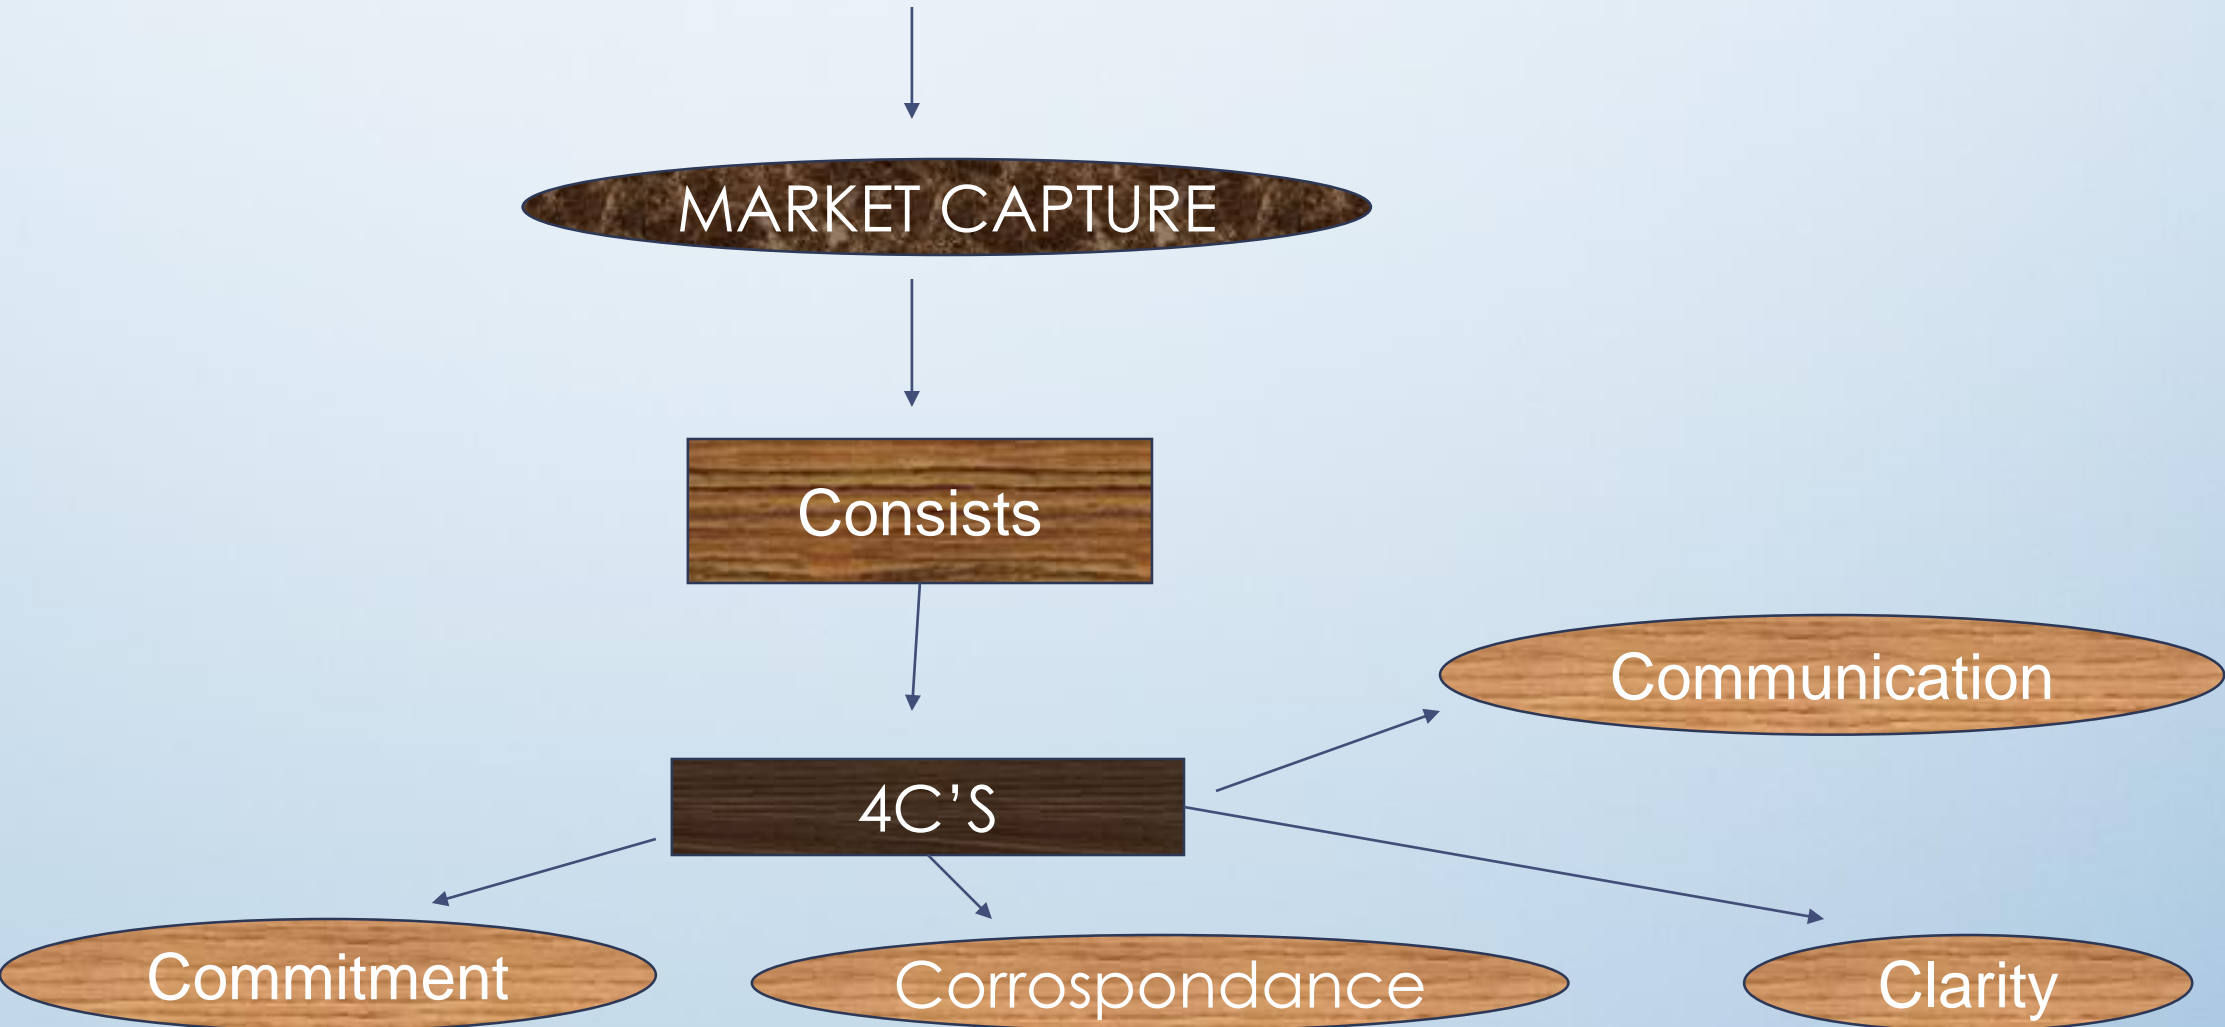 MARKET CAPTURE
Consists
Communication
4C’S
Commitment
Corrospondance
Clarity